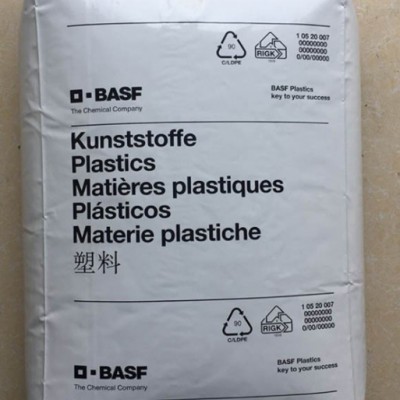 90
C/LDPE
RIGK
1 05 20 007
00000000
00000000
0/00/00000
BASF
The Chemical Company
BASF Plastics
key to your success
Kunststoffe
Plastics
Matières plastiques
Plásticos
Materie plastiche
塑料
90
C/LDPE
RIGK
1 05 20 007
00000000
00000000
0/00/00000
BASF
The Chemical Company
BASF Plastics
key to your success